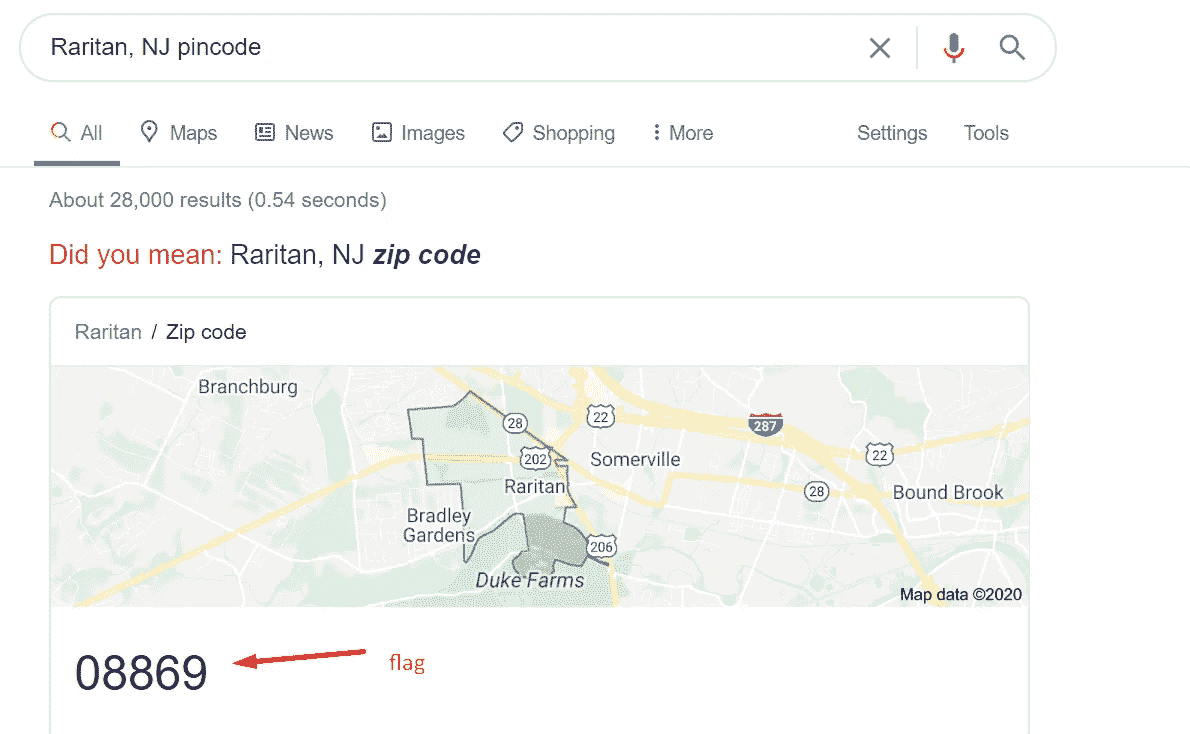 Raritan, NJ pincode
All Maps News Images Shopping More Settings Tools
About 28,000 results (0.54 seconds)
Did you mean: Raritan, NJ zip code
Raritan / Zip code
Branchburg
28
22
287
202
Somerville
22
Raritan
28
Bound Brook
Bradley
Gardens
206
Duke Farms
Map data ©2020
08869
flag